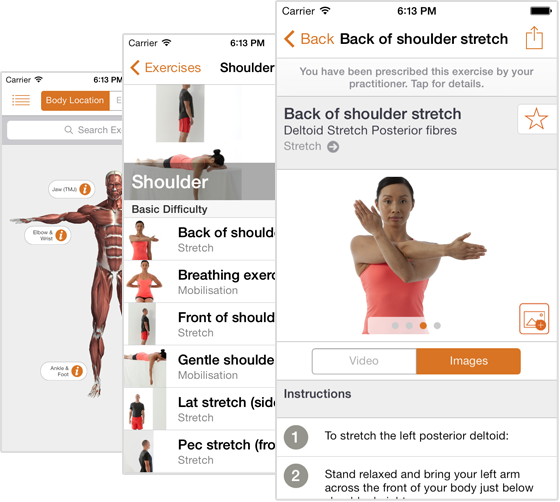 Carrier
6:13 PM
Body Location
E
Search Ex
Jaw (TMJ)
Elbow &
Wrist
Ankle &
Foot
Carrier
6:13 PM
Exercises
Shoulder
Shoulder
Basic Difficulty
Back of shoulde
Stretch
Breathing exerc
Mobilisation
Front of should
Stretch
Gentle shoulde
Mobilisation
Lat stretch (side
Stretch
Pec stretch (fro
Stretch
Carrier
6:13 PM
Back
Back of shoulder stretch
You have been prescribed this exercise by your
practitioner. Tap for details.
Back of shoulder stretch
Deltoid Stretch Posterior fibres
Stretch
Video
Images
Instructions
1 To stretch the left posterior deltoid:
2 Stand relaxed and bring your left arm
across the front of your body just below